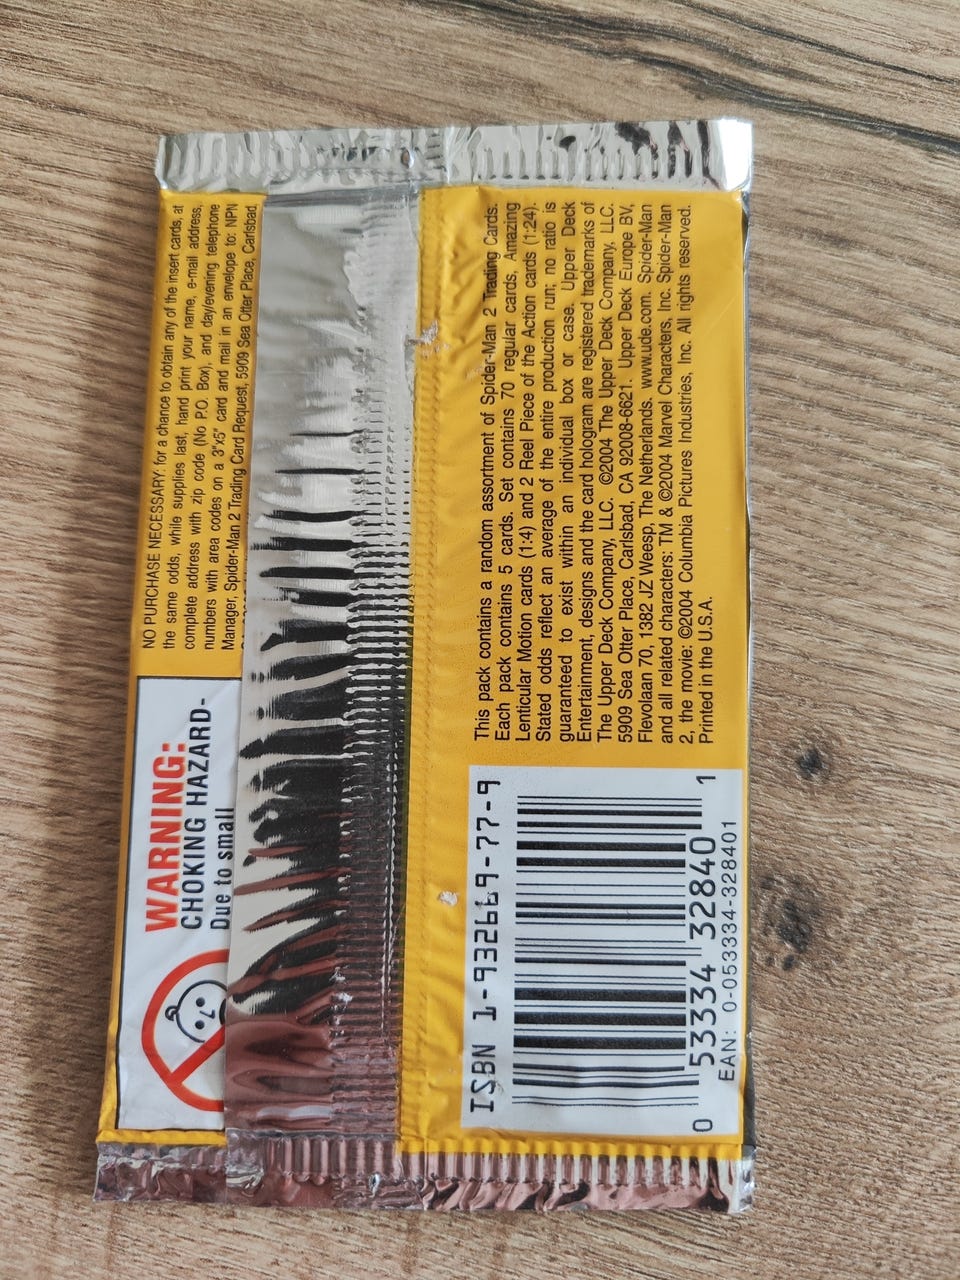 NO PURCHASE NECESSARY: for a chance to obtain any of the insert cards, at
the same odds, while supplies last, hand print your name, e-mail address,
complete address with zip code (No P.O. Box), and day/evening telephone
numbers with area codes on a 3"x5" card and mail in an envelope to: NPN
Manager, Spider-Man 2 Trading Card Request, 5909 Sea Otter Place, Carlsbad,
WARNING:
CHOKING HAZARD-
Due to small
This pack contains a random assortment of Spider-Man 2 Trading Cards.
Each pack contains 5 cards. Set contains 70 regular cards, Amazing
Lenticular Motion cards (1:4) and 2 Reel Piece of the Action cards (1:24).
Stated odds reflect an average of the entire production run; no ratio is
guaranteed to exist within an individual box or case. Upper Deck
Entertainment, designs and the card hologram are registered trademarks of
The Upper Deck Company, LLC. ©2004 The Upper Deck Company, LLC.
5909 Sea Otter Place, Carlsbad, CA 92008-6621. Upper Deck Europe BV,
Flevolaan 70, 1382 JZ Weesp, The Netherlands. www.ude.com. Spider-Man
and all related characters: TM & ©2004 Marvel Characters, Inc. Spider-Man
2, the movie: ©2004 Columbia Pictures Industries, Inc. All rights reserved.
Printed in the U.S.A.
ISBN 1-932669-77-9
0 53334 32840 1
EAN: 0-053334-328401